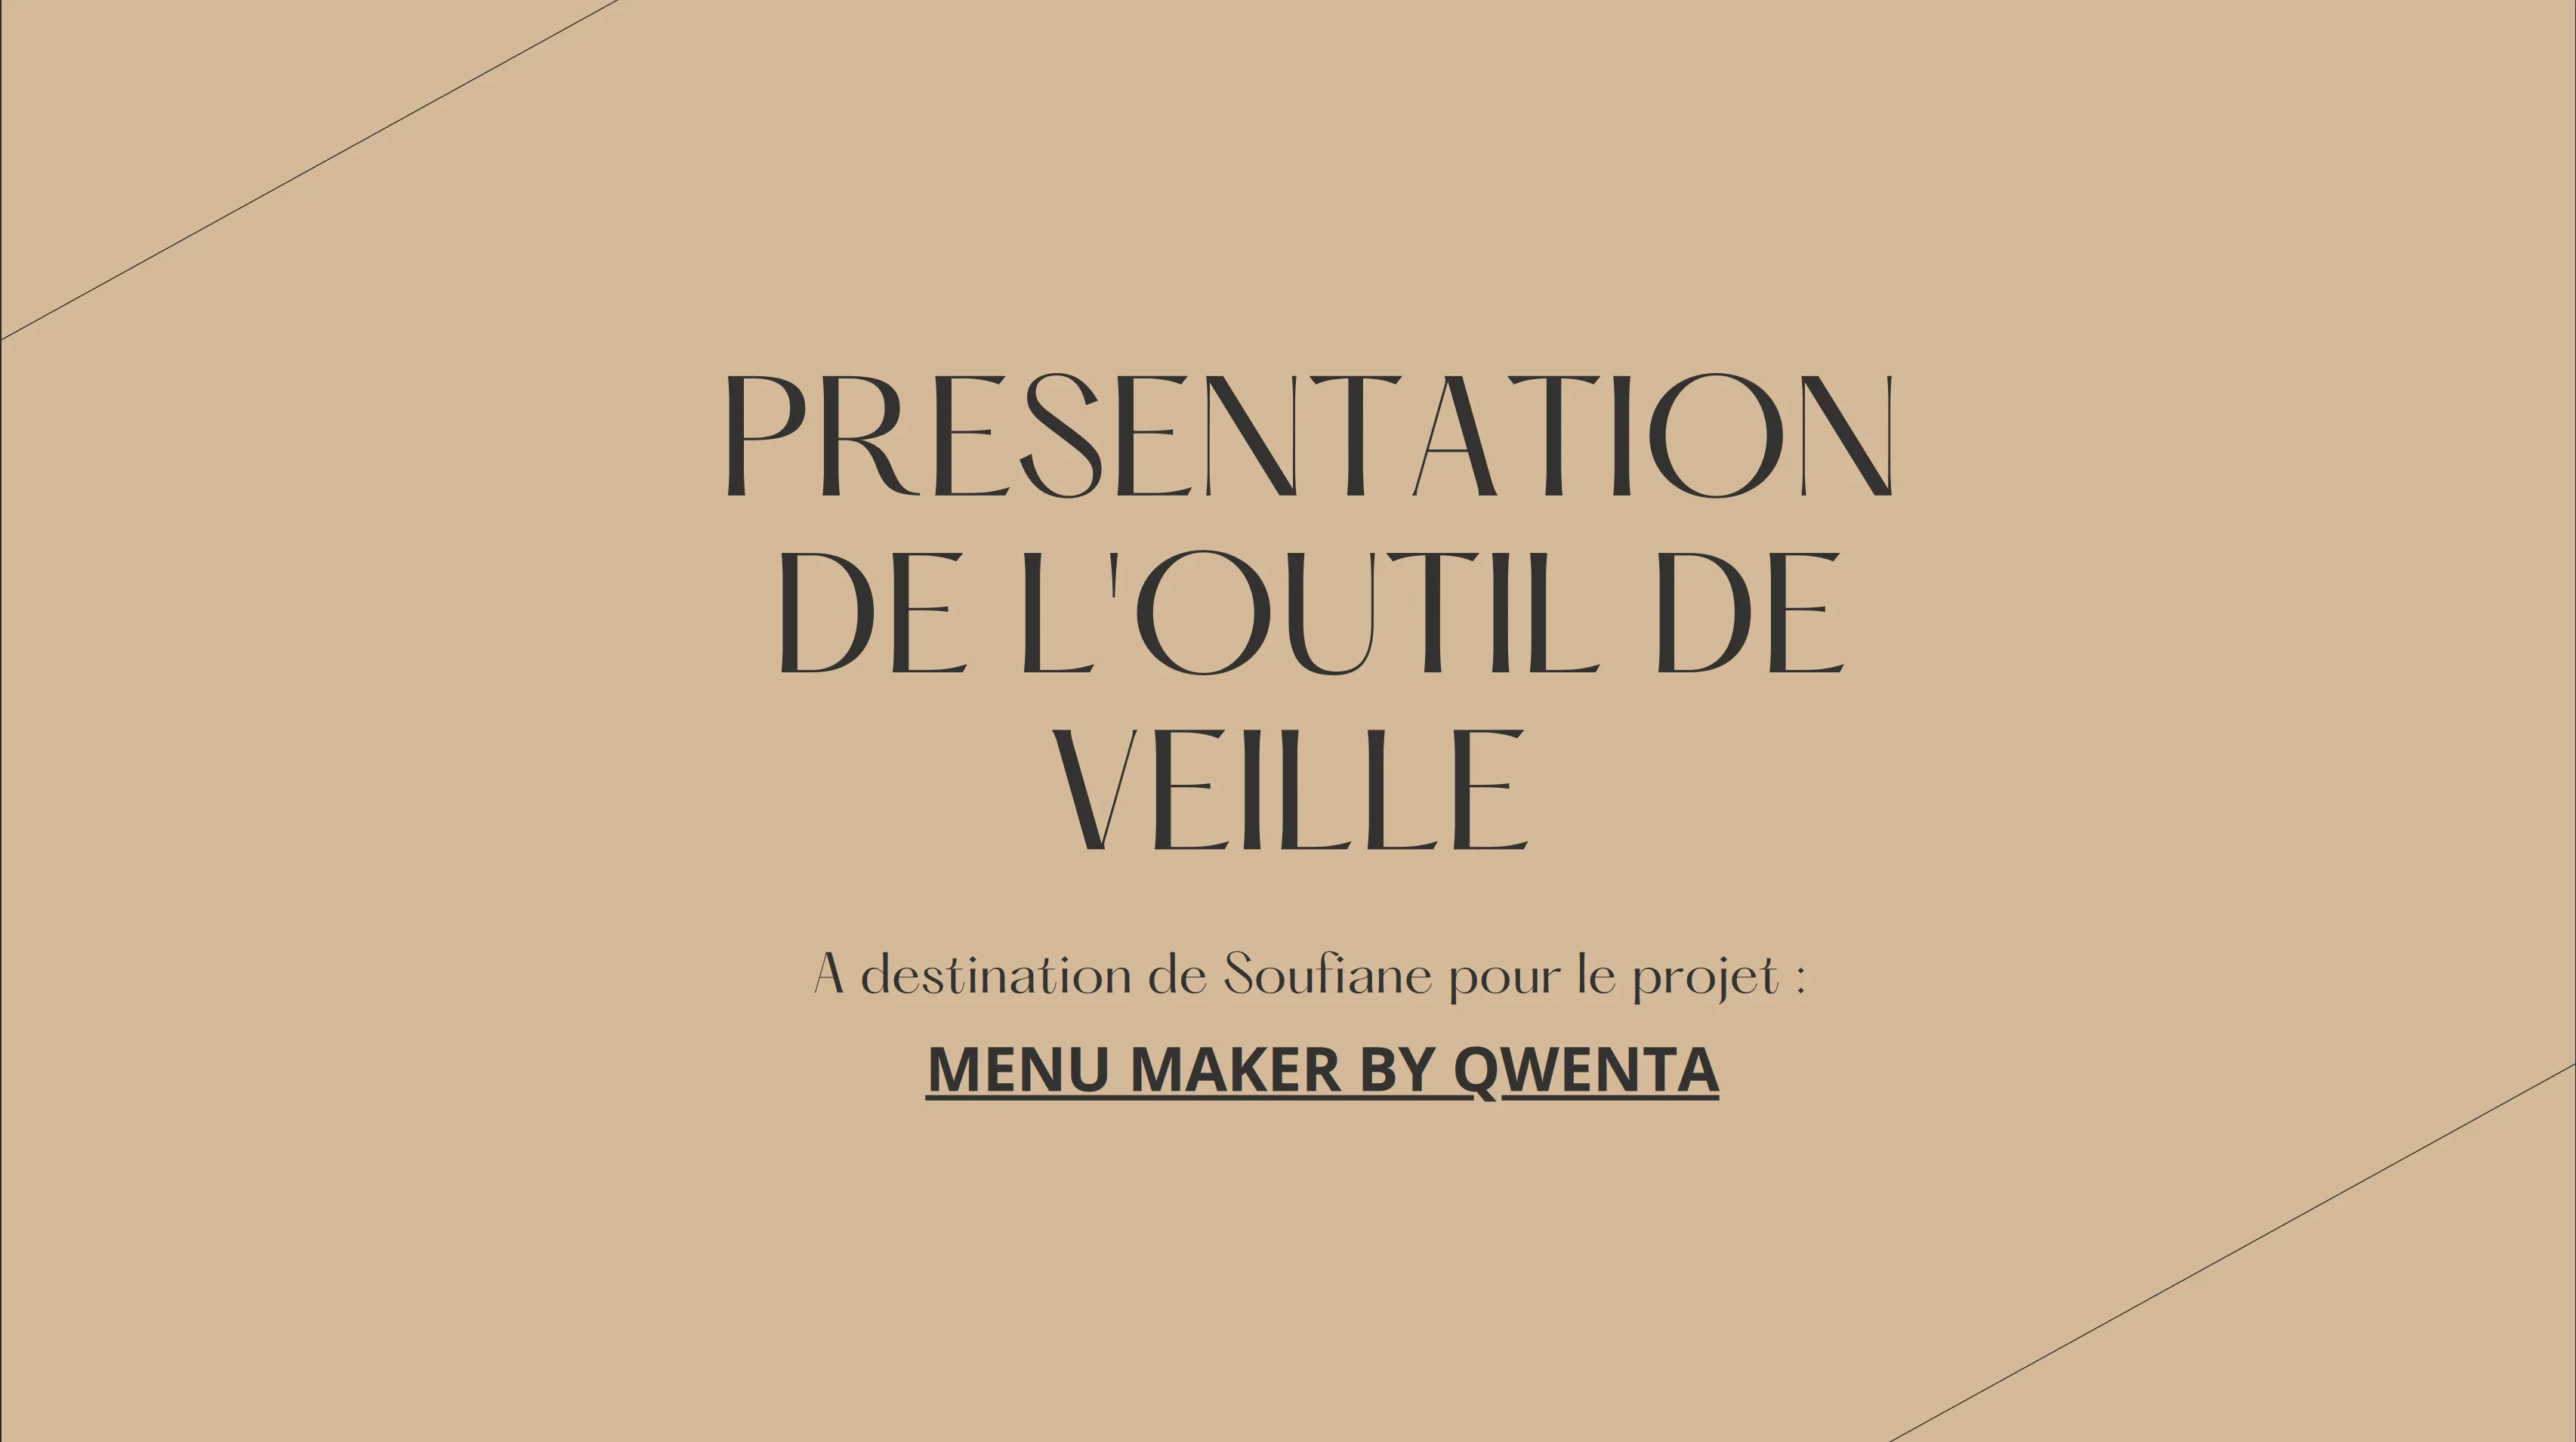 PRESENTATION
DE L'OUTIL DE
VEILLE
A destination de Soufiane pour le projet :
MENU MAKER BY QWENTA